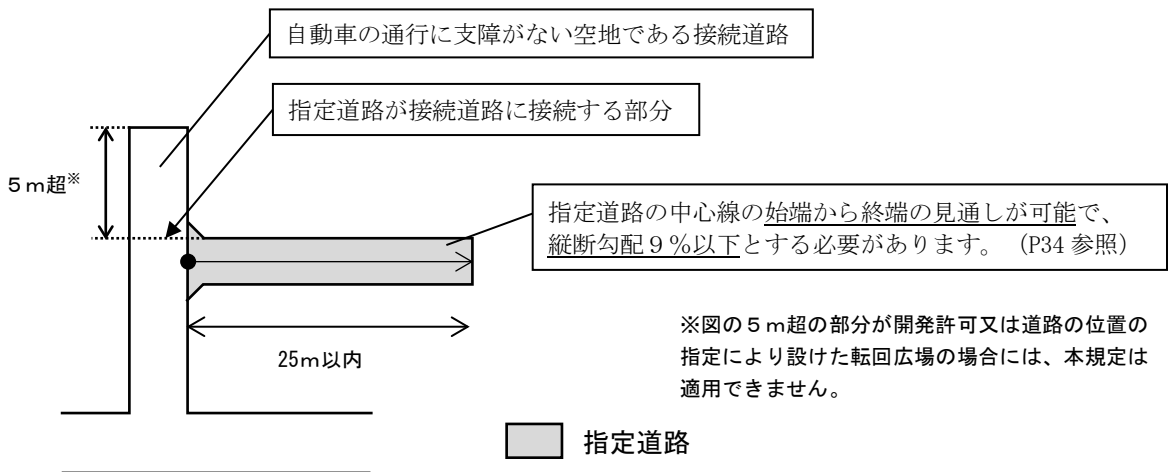 自動車の通行に支障がない空地である接続道路
指定道路が接続道路に接続する部分
5m超※
指定道路の中心線の始端から終端の見通しが可能で、
縦断勾配9%以下とする必要があります。（P34 参照）
25m以内
※図の5m超の部分が開発許可又は道路の位置の
指定により設けた転回広場の場合には、本規定は
適用できません。
指定道路